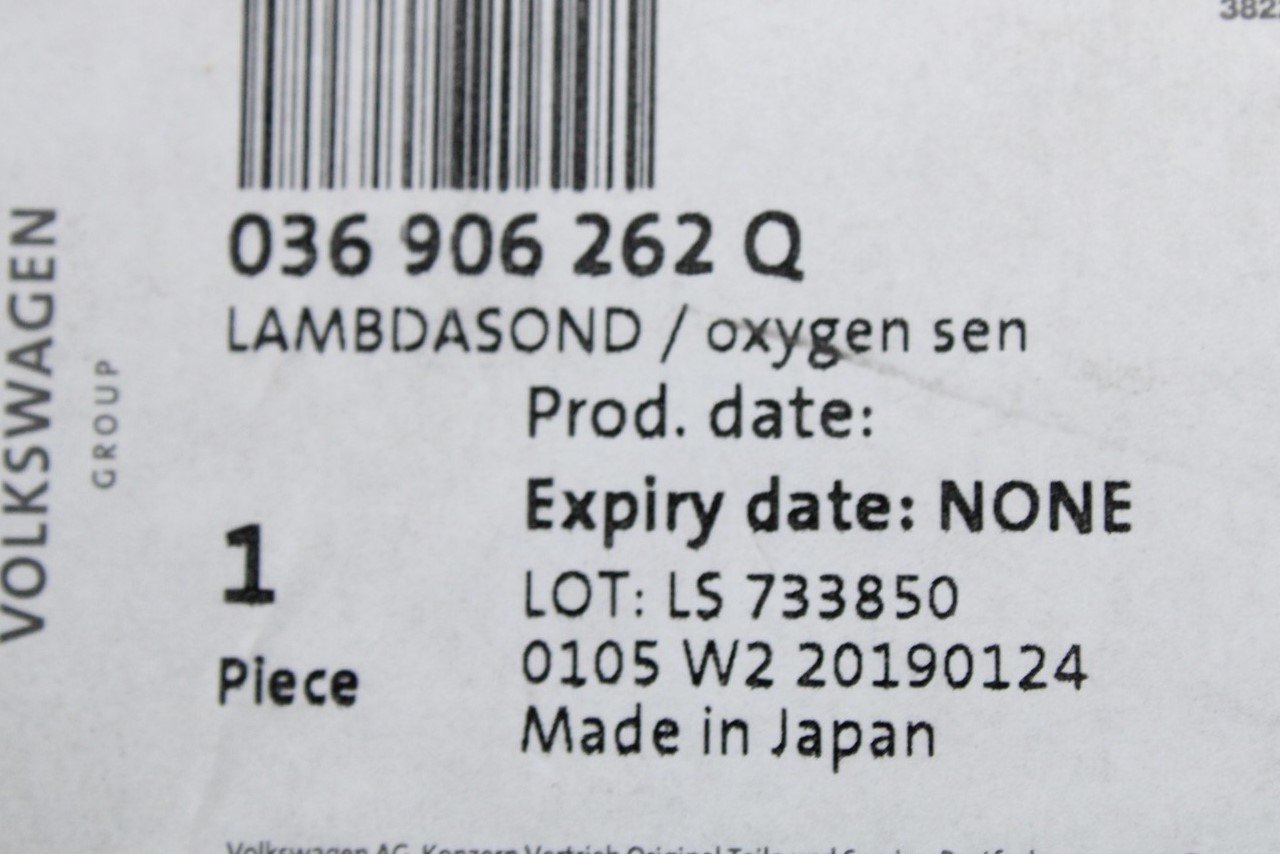 036 906 262 Q
LAMBDASOND / oxygen sen
Prod. date:
Expiry date: NONE
1
Piece
LOT: LS 733850
0105 W2 20190124
Made in Japan
VOLKSWAGEN
GROUP